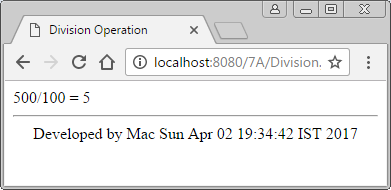 Division Operation
localhost:8080/7A/Division.
500/100 = 5
Developed by Mac Sun Apr 02 19:34:42 IST 2017